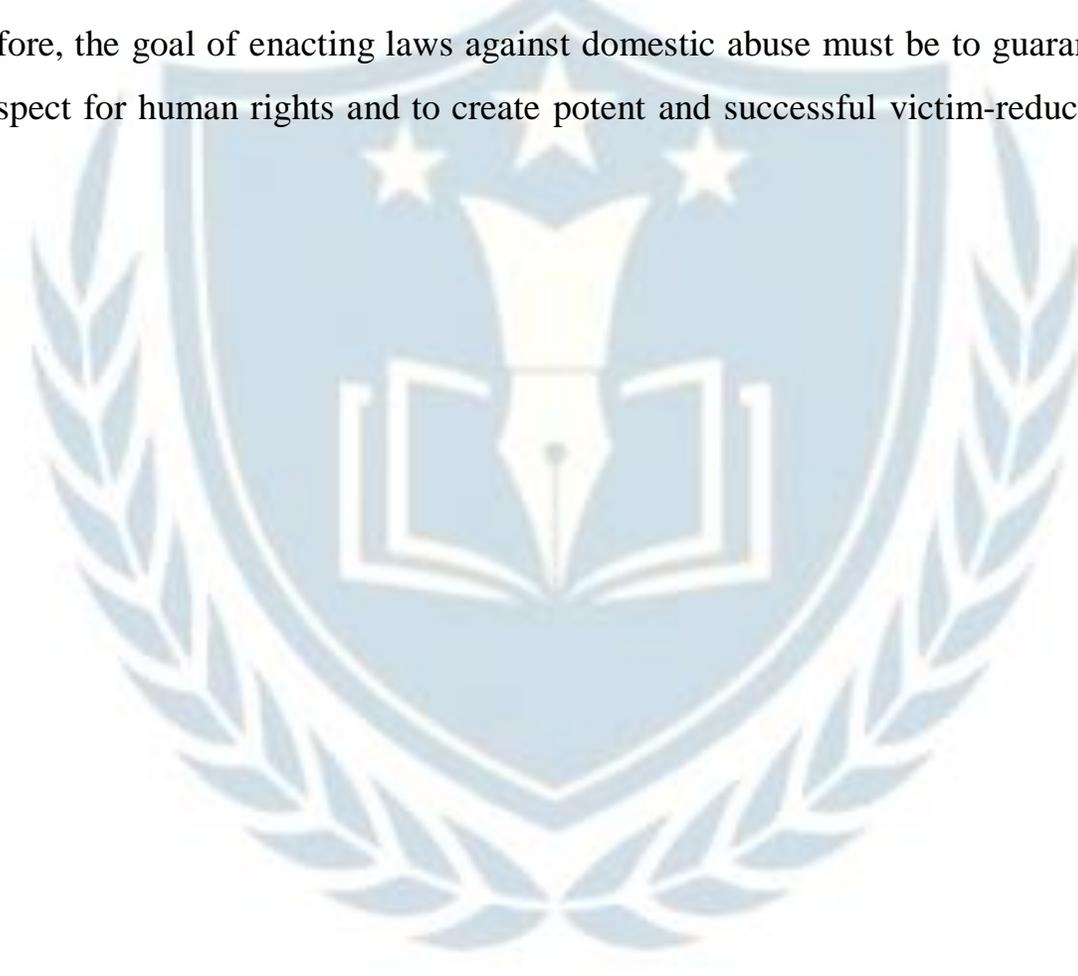 fore, the goal of enacting laws against domestic abuse must be to guaran
spect for human rights and to create potent and successful victim-reduc